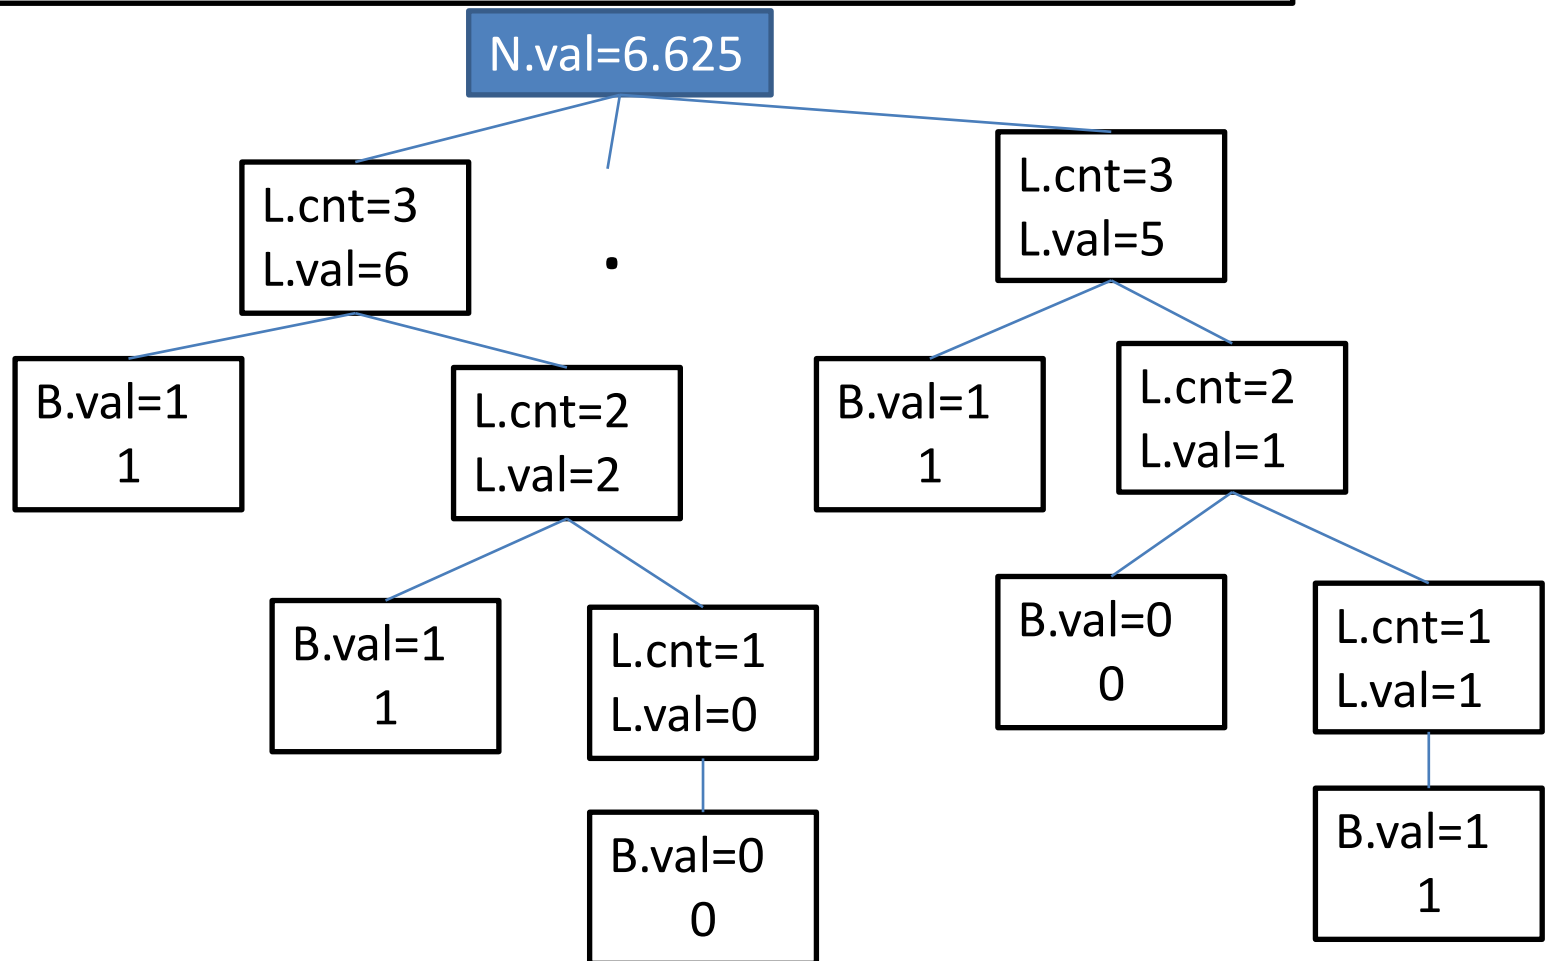 N.val=6.625
L.cnt=3
L.val=6
.
L.cnt=3
L.val=5
B.val=1
1
L.cnt=2
L.val=2
B.val=1
1
L.cnt=2
L.val=1
B.val=1
1
L.cnt=1
L.val=0
B.val=0
0
L.cnt=1
L.val=1
B.val=0
0
B.val=1
1